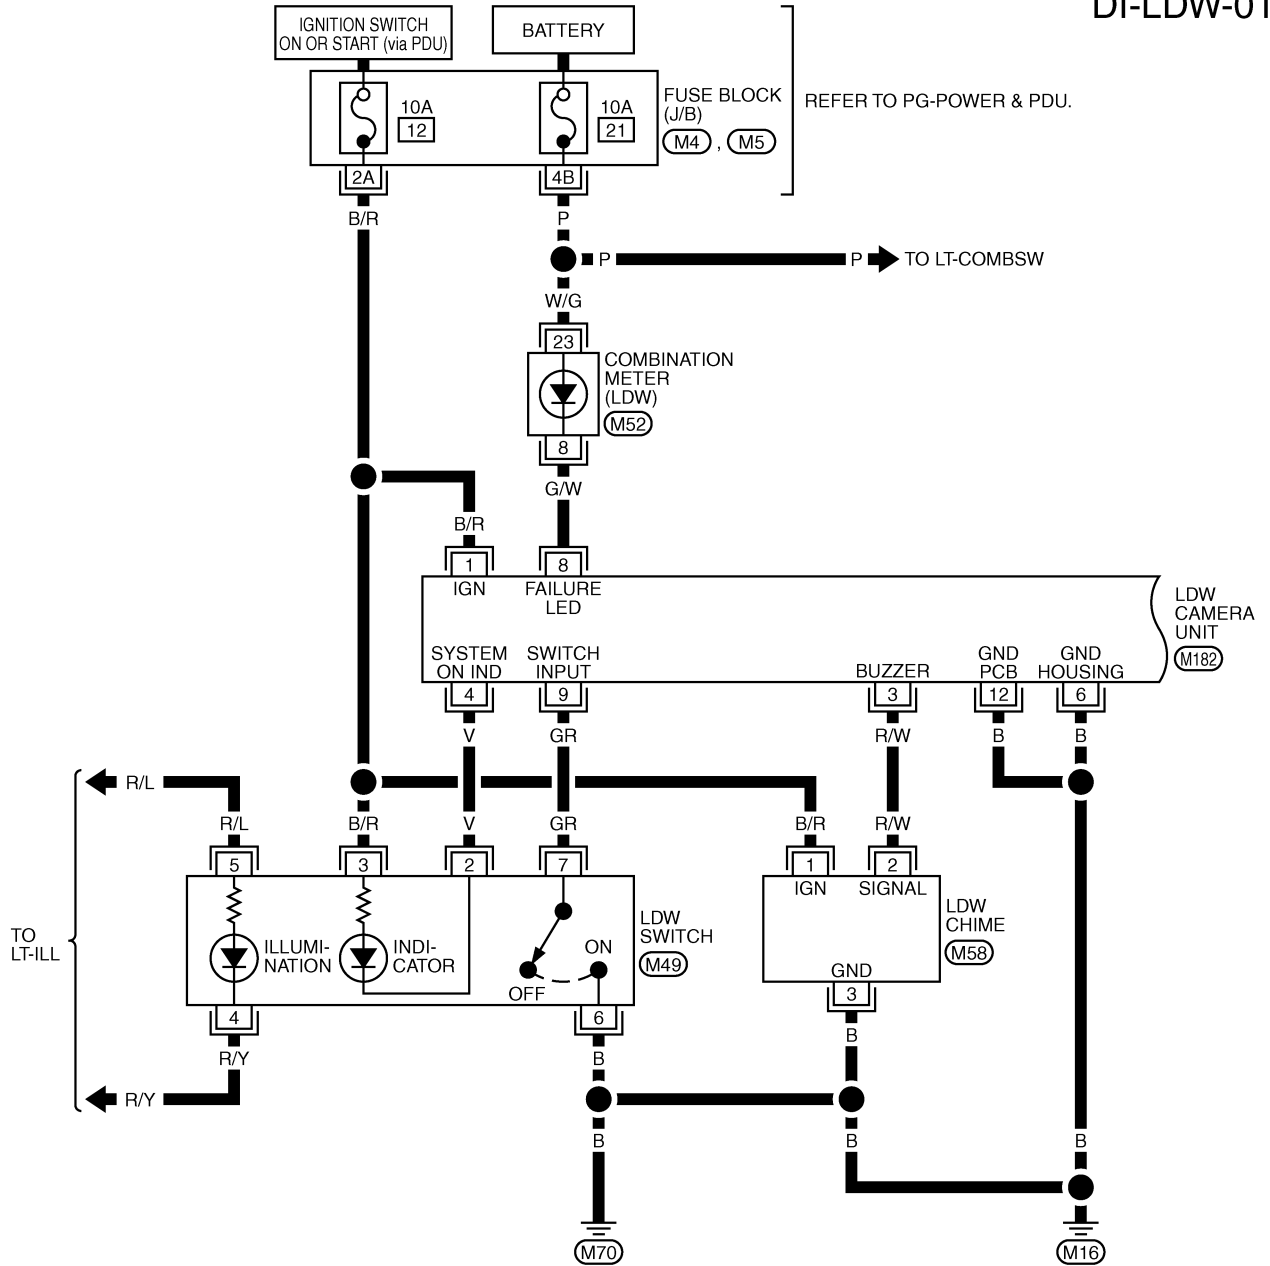 DI-LDW-01
IGNITION SWITCH
ON OR START (via PDU)
BATTERY
10A
12
10A
21
FUSE BLOCK
(J/B)
M4 , M5
REFER TO PG-POWER & PDU.
2A
4B
B/R
P
P
P
TO LT-COMBSW
W/G
23
COMBINATION
METER
(LDW)
M52
8
G/W
B/R
1
8
IGN
FAILURE
LED
LDW
CAMERA
UNIT
M182
SYSTEM
ON IND
SWITCH
INPUT
BUZZER
GND
PCB
GND
HOUSING
4
9
3
12
6
V
GR
R/W
B
B
R/L
R/L
B/R
V
GR
B/R
R/W
5
3
2
7
1
2
IGN
SIGNAL
TO
LT-ILL
ILLUMI-
NATION
INDI-
CATOR
ON
OFF
LDW
SWITCH
M49
LDW
CHIME
M58
GND
3
4
6
R/Y
B
B
R/Y
B
B
B
M70
M16